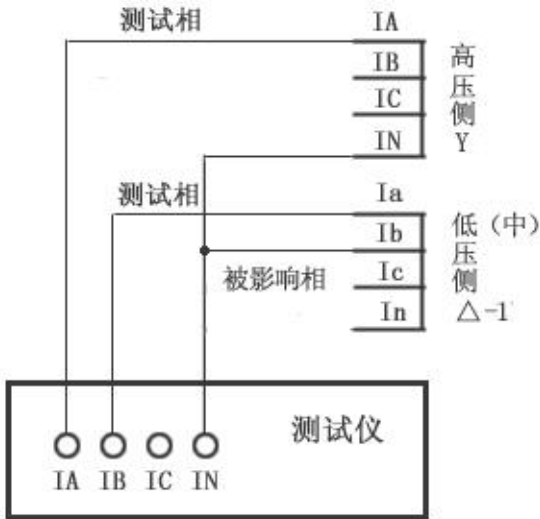 测试相
IA
IB
IC
IN
高压侧
Y
测试相
Ia
Ib
Ic
In
被影响相
低（中）
压
侧
△-1
测试仪
IA IB IC IN